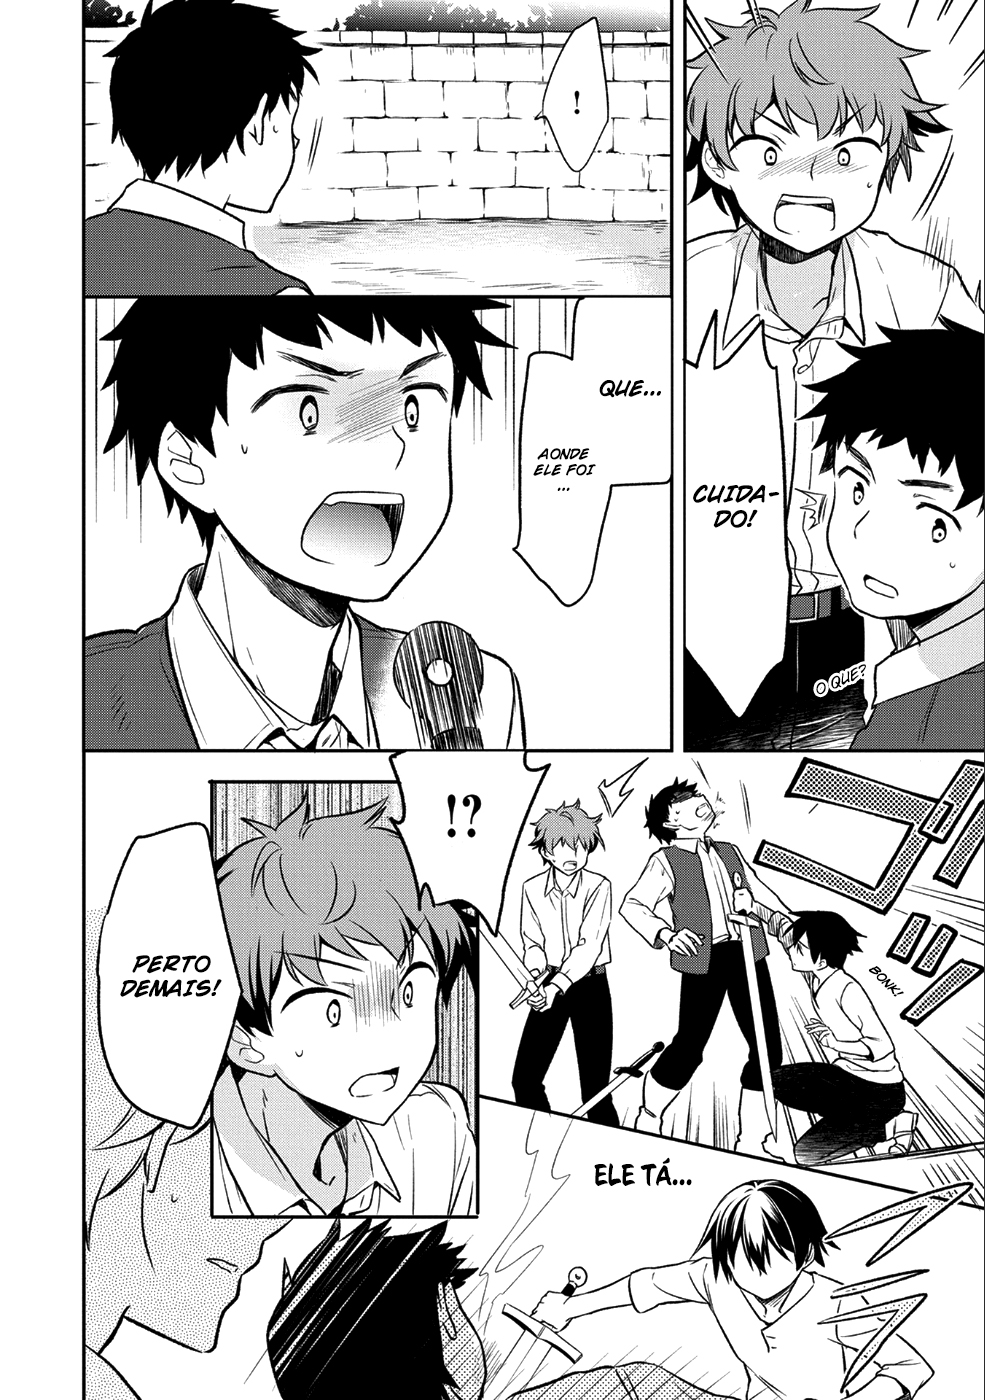 !
QUE...
AONDE
ELE FOI
...
CUIDA-
DO!
O QUE?
!?
BONK!
PERTO
DEMAIS!
ELE TÁ...